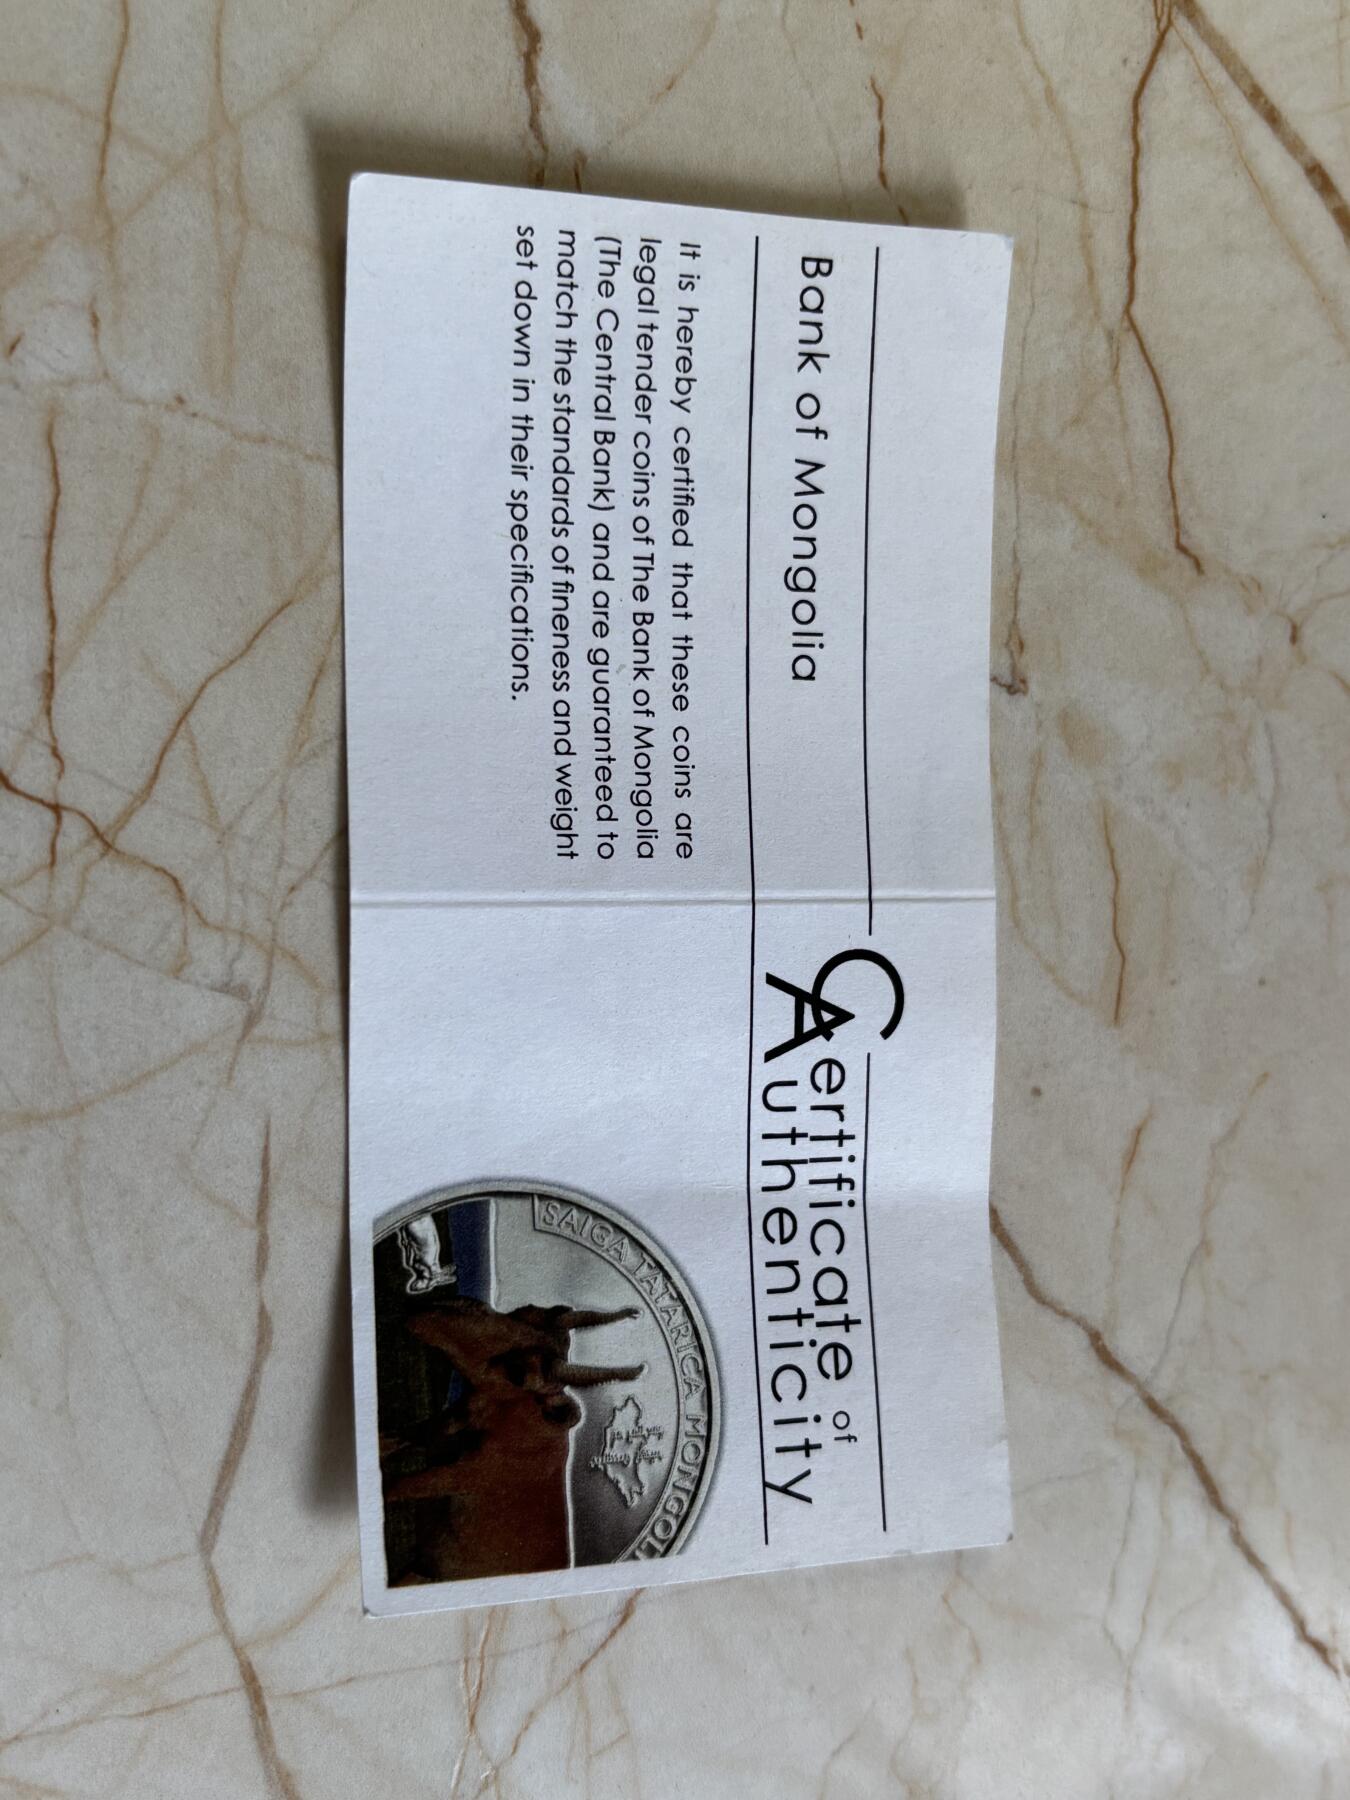 Bank of Mongolia
It is hereby certified that these coins are
legal tender coins of The Bank of Mongolia
(The Central Bank) and are guaranteed to
match the standards of fineness and weight
set down in their specifications.
Certificate of
Authenticity
SAIGA TATARICA MONGOLI